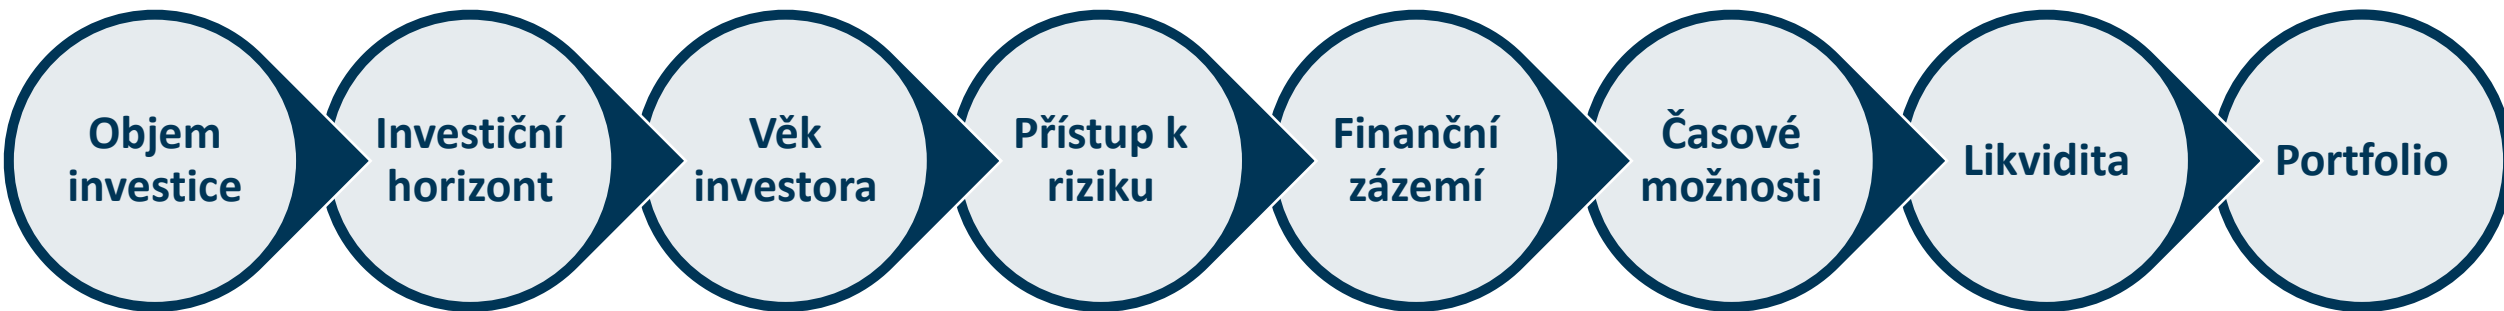 Objem
investice
Investiční
horizont
Věk
investora
Přístup k
riziku
Finanční
zázemí
Časové
možnosti
Likvidita
Portfolio